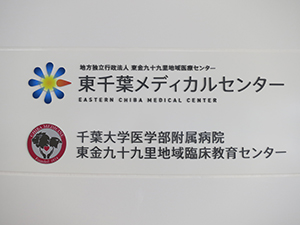 地方独立行政法人 東金九十九里地域医療センター
東千葉メディカルセンター
EASTERN CHIBA MEDICAL CENTER
千葉大学医学部附属病院
東金九十九里地域臨床教育センター